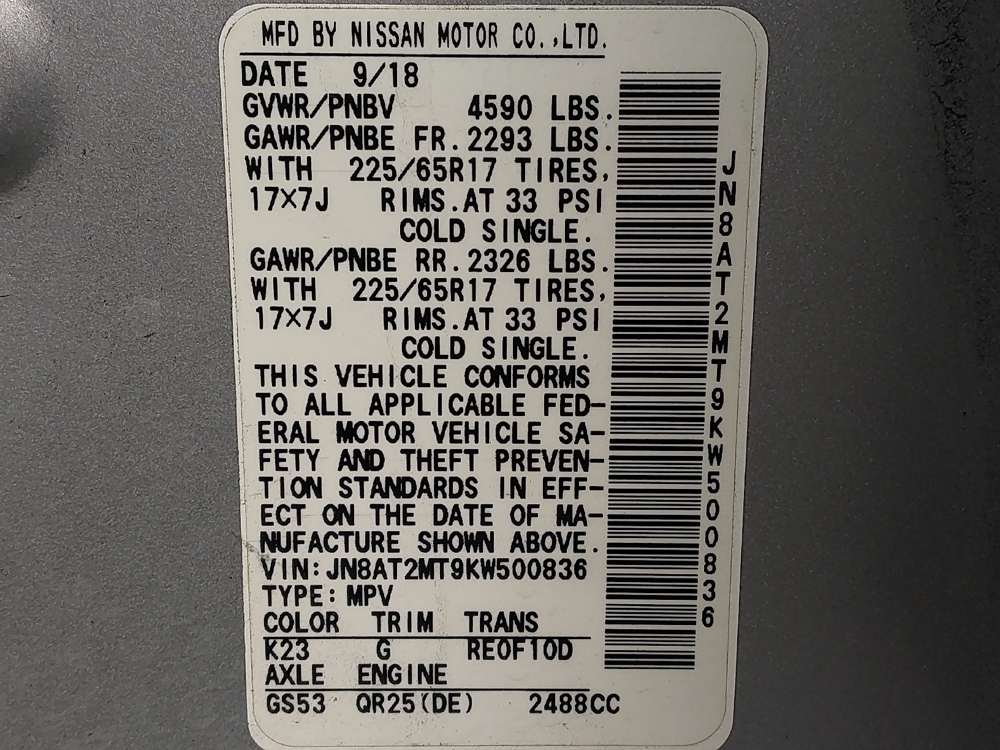 MFD BY NISSAN MOTOR CO.,LTD.
DATE 9/18
GVWR/PNBV 4590 LBS.
GAWR/PNBE FR.2293 LBS.
WITH 225/65R17 TIRES,
17×7J RIMS.AT 33 PSI
COLD SINGLE.
GAWR/PNBE RR.2326 LBS.
WITH 225/65R17 TIRES,
17×7J RIMS.AT 33 PSI
COLD SINGLE.
THIS VEHICLE CONFORMS
TO ALL APPLICABLE FED-
ERAL MOTOR VEHICLE SA-
FETY AND THEFT PREVEN-
TION STANDARDS IN EFF-
ECT ON THE DATE OF MA-
NUFACTURE SHOWN ABOVE.
VIN:JN8AT2MT9KW500836
TYPE:MPV
COLOR TRIM TRANS
K23 G RE0F10D
AXLE ENGINE
GS53 QR25(DE) 2488CC
JN8AT2MT9KW500836